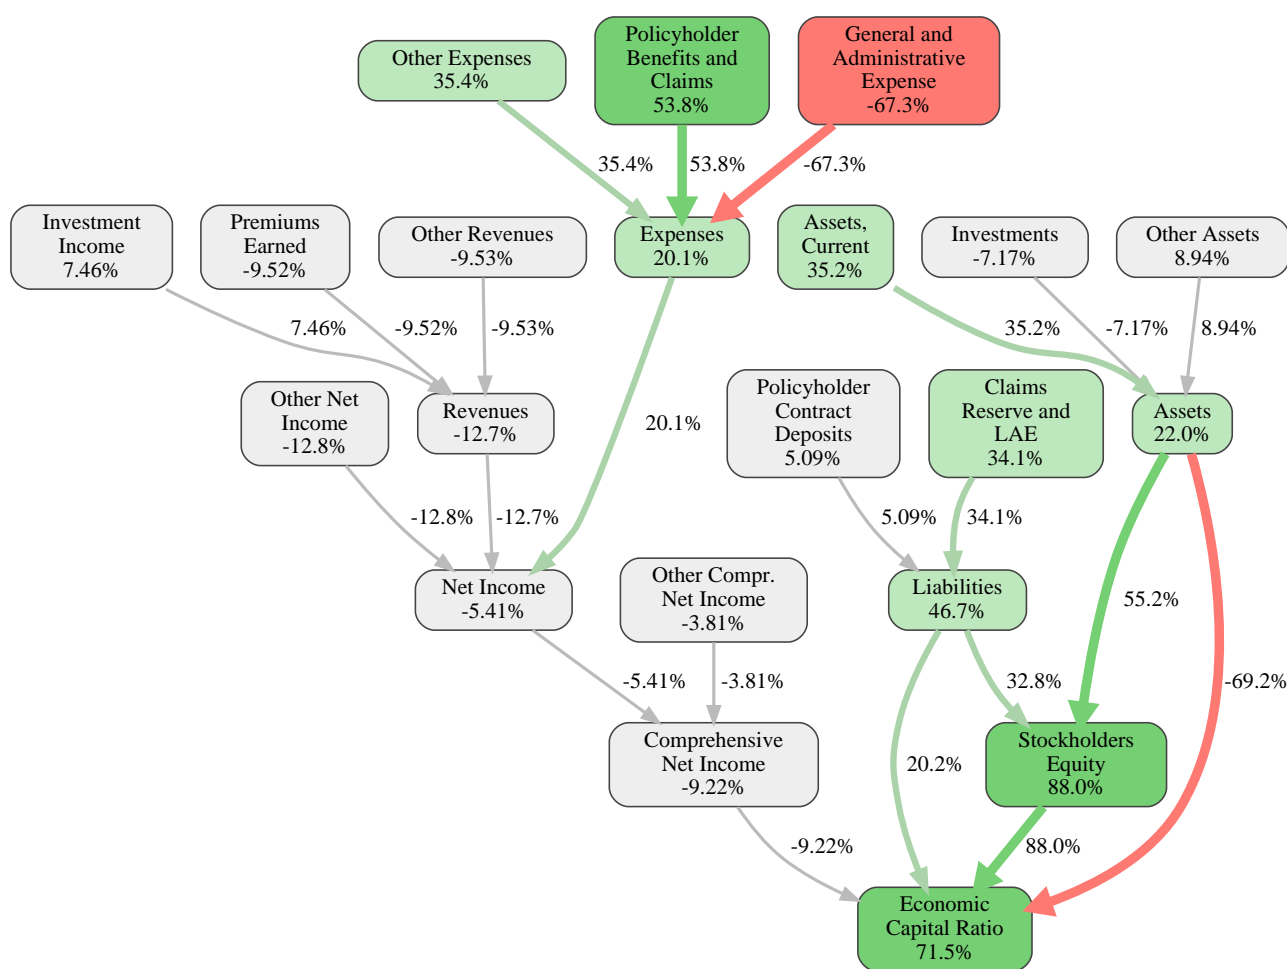 Other Expenses
35.4%
Policyholder
Benefits and
Claims
53.8%
General and
Administrative
Expense
-67.3%
35.4%
53.8%
-67.3%
Investment
Income
7.46%
Premiums
Earned
-9.52%
Other Revenues
-9.53%
Expenses
20.1%
Assets,
Current
35.2%
Investments
-7.17%
Other Assets
8.94%
7.46%
-9.52%
-9.53%
35.2%
-7.17%
8.94%
Other Net
Income
-12.8%
Revenues
-12.7%
20.1%
Policyholder
Contract
Deposits
5.09%
Claims
Reserve and
LAE
34.1%
Assets
22.0%
-12.8%
-12.7%
5.09%
34.1%
Net Income
-5.41%
Other Compr.
Net Income
-3.81%
Liabilities
46.7%
55.2%
-5.41%
-3.81%
32.8%
-69.2%
Comprehensive
Net Income
-9.22%
20.2%
Stockholders
Equity
88.0%
-9.22%
88.0%
Economic
Capital Ratio
71.5%